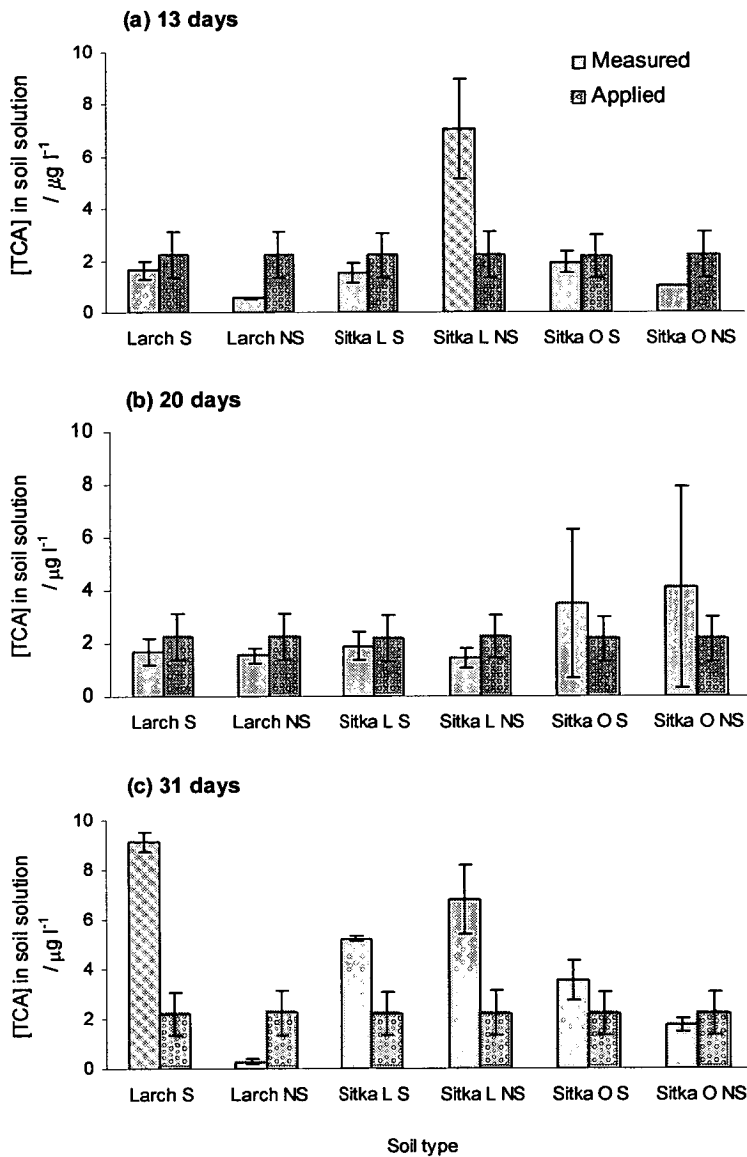 (a) 13 days
10
8
6
4
2
0
[TCA] in soil solution
/ µg l⁻¹
Measured
Applied
Larch S
Larch NS
Sitka L S
Sitka L NS
Sitka O S
Sitka O NS
(b) 20 days
10
8
6
4
2
0
[TCA] in soil solution
/ µg l⁻¹
Larch S
Larch NS
Sitka L S
Sitka L NS
Sitka O S
Sitka O NS
(c) 31 days
10
8
6
4
2
0
[TCA] in soil solution
/ µg l⁻¹
Larch S
Larch NS
Sitka L S
Sitka L NS
Sitka O S
Sitka O NS
Soil type